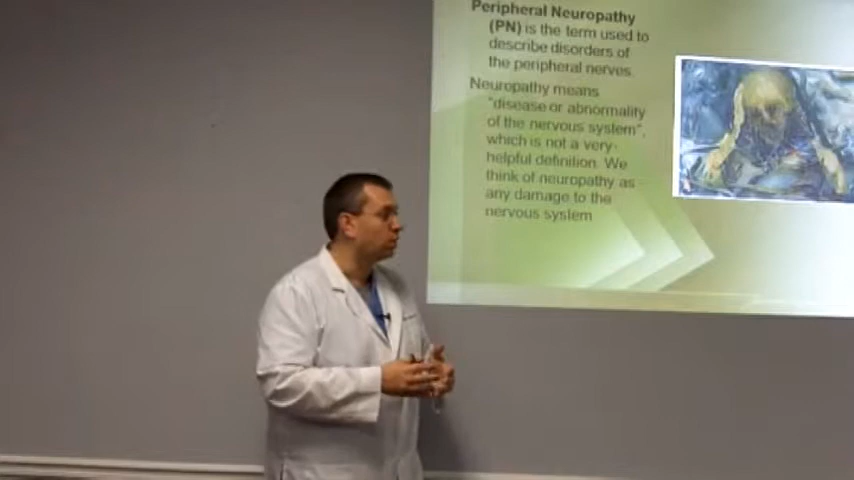 Peripheral Neuropathy
(PN) is the term used to
describe disorders of
the peripheral nerves.
Neuropathy means
"disease or abnormality
of the nervous system",
which is not a very
helpful definition. We
think of neuropathy as
any damage to the
nervous system